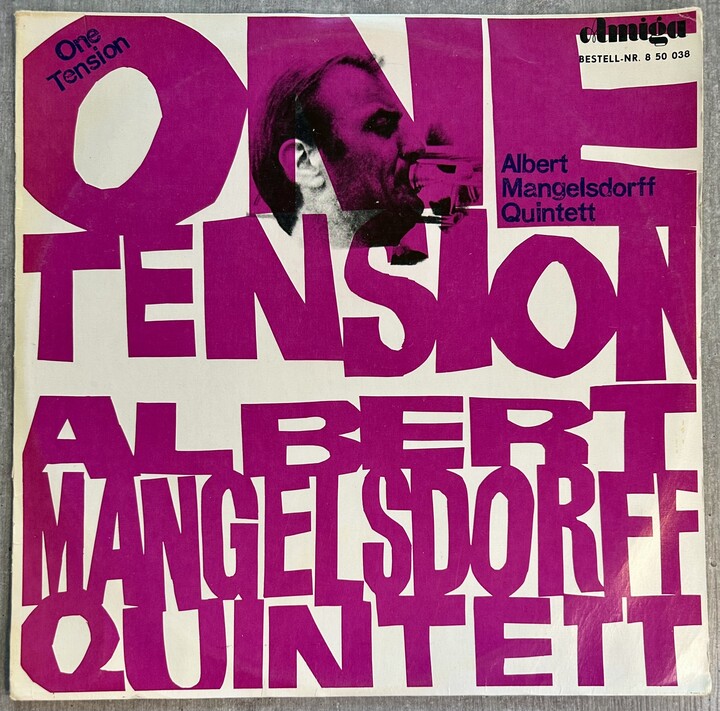 One
Tension
Amiga
BESTELL-NR. 8 50 038
ONE
Albert
Mangelsdorff
Quintett
TENSION
ALBERT
MANGELSDORFF
QUINTETT